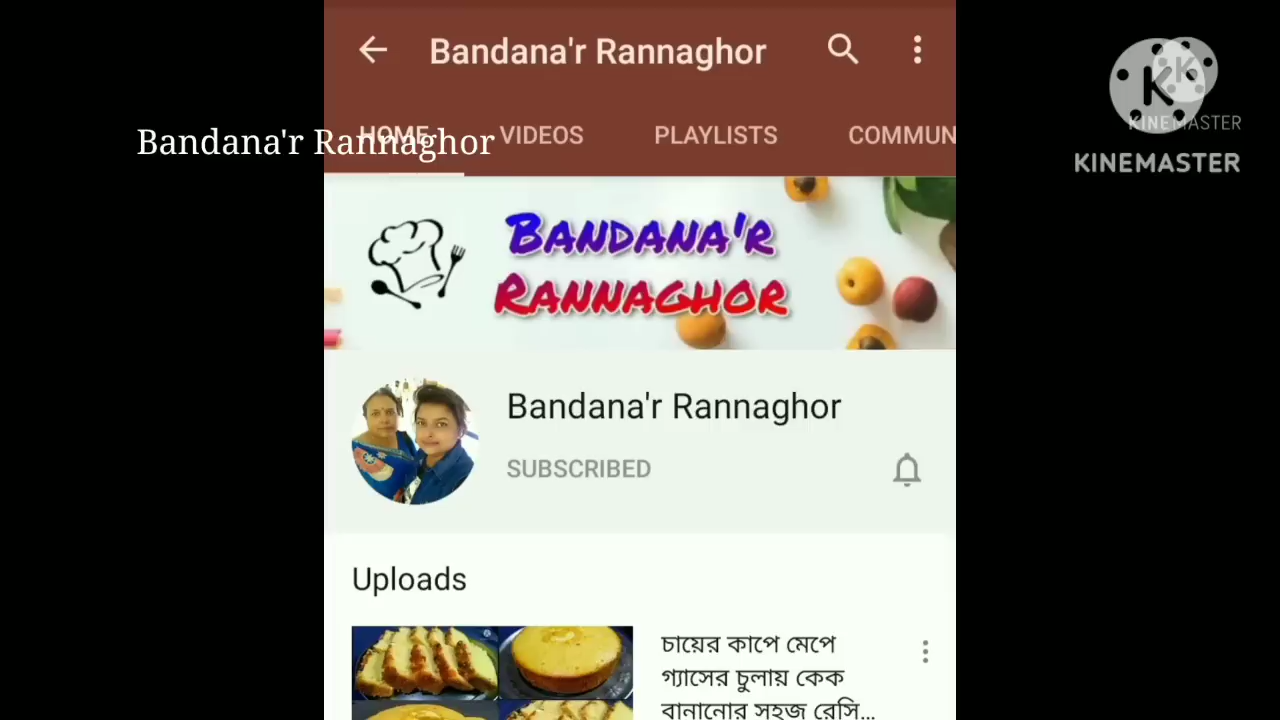 Bandana'r Rannaghor
HOME VIDEOS PLAYLISTS COMMUN
Bandana'r Rannaghor
KINEMASTER
KINEMASTER
BANDANA'R
RANNAGHOR
Bandana'r Rannaghor
SUBSCRIBED
Uploads
চায়ের কাপে মেপে
গ্যাসের চুলায় কেক
বানানোর সহজ রেসি...